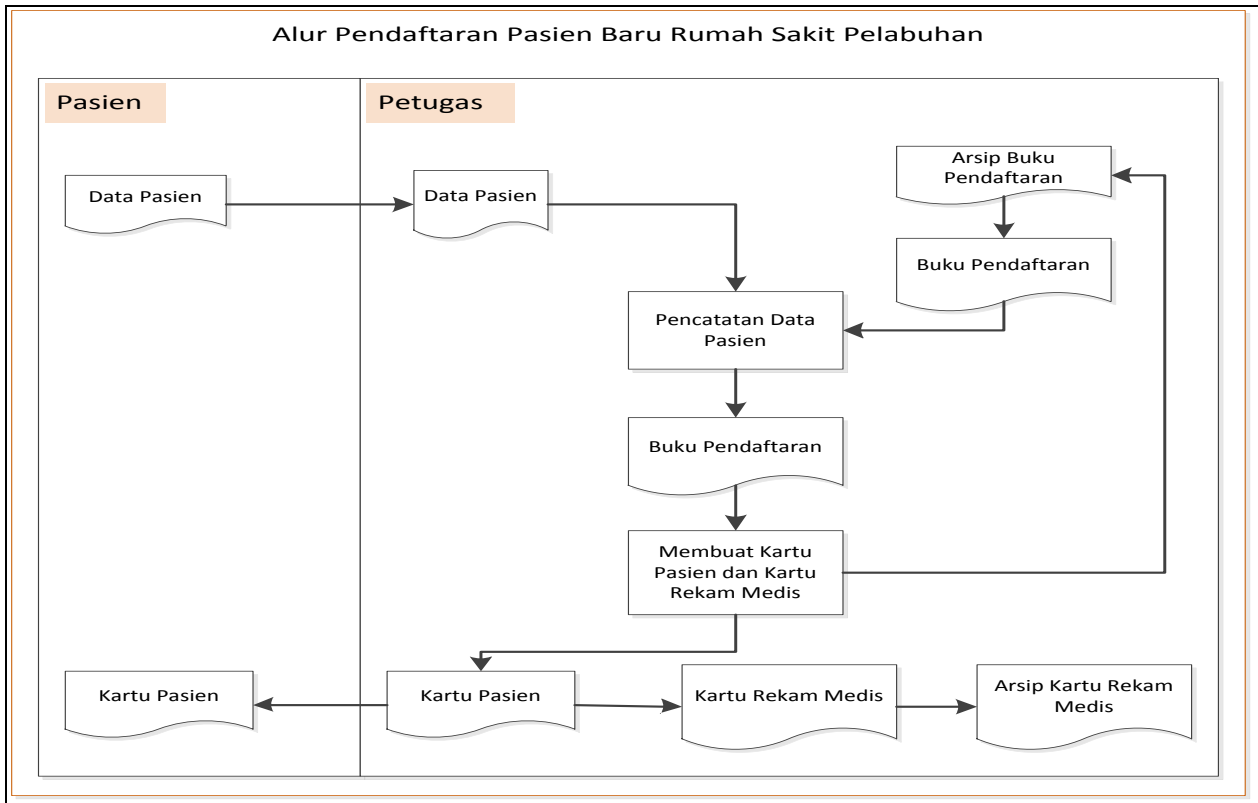 Alur Pendaftaran Pasien Baru Rumah Sakit Pelabuhan
Pasien
Petugas
Data Pasien
Data Pasien
Arsip Buku
Pendaftaran
Buku Pendaftaran
Pencatatan Data
Pasien
Buku Pendaftaran
Membuat Kartu
Pasien dan Kartu
Rekam Medis
Kartu Pasien
Kartu Pasien
Kartu Rekam Medis
Arsip Kartu Rekam
Medis